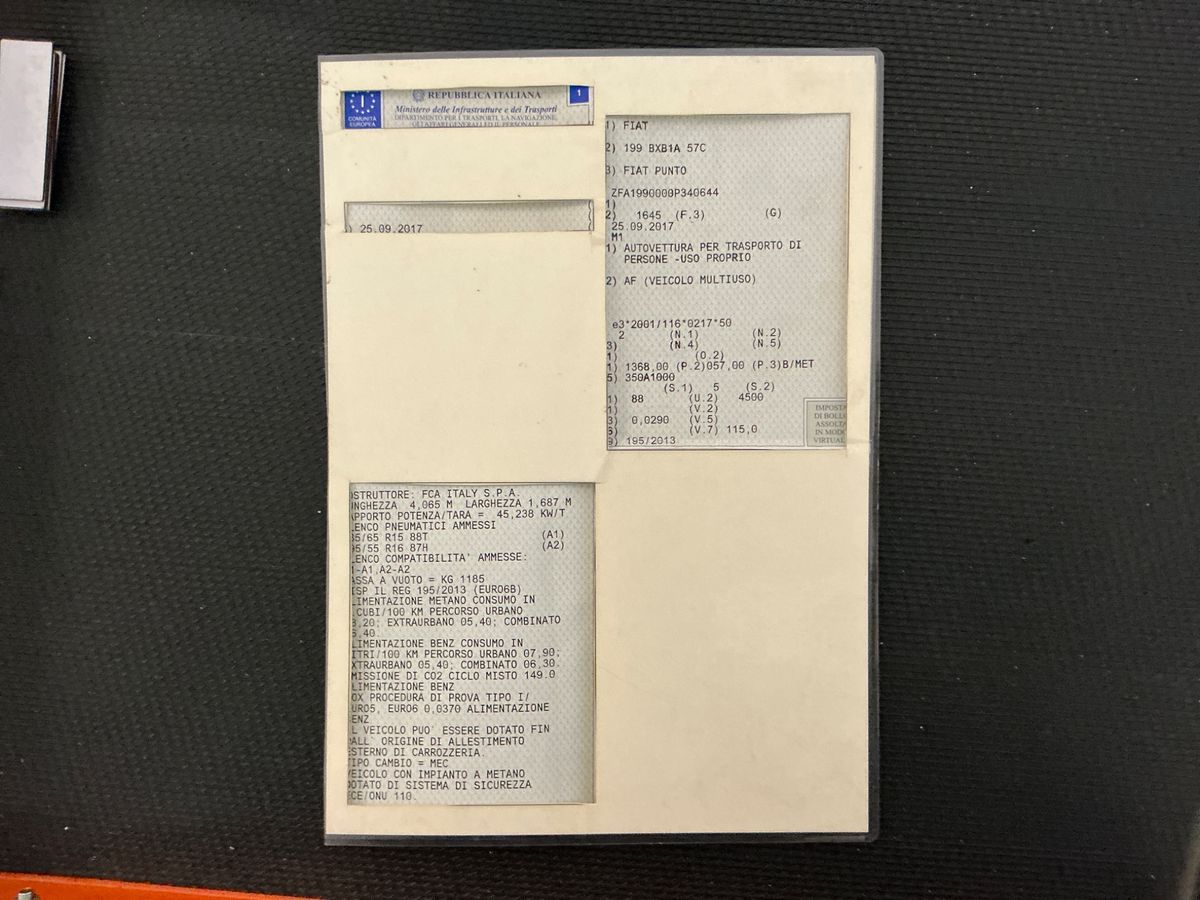 I
COMUNITÀ
EUROPEA
REPUBBLICA ITALIANA
1
Ministero delle Infrastrutture e dei Trasporti
DIPARTIMENTO PER I TRASPORTI, LA NAVIGAZIONE,
GLI AFFARI GENERALI ED IL PERSONALE
) 25.09.2017
1) FIAT
2) 199 BXB1A 57C
3) FIAT PUNTO
ZFA1990000P340644
1)
2) 1645 (F.3) (G)
25.09.2017
M1
1) AUTOVETTURA PER TRASPORTO DI
PERSONE -USO PROPRIO
2) AF (VEICOLO MULTIUSO)
e3*2001/116*0217*50
2 (N.1) (N.2)
3) (N.4) (N.5)
1) (O.2)
1) 1368,00 (P.2)057,00 (P.3)B/MET
5) 350A1000
(S.1) 5 (S.2)
1) 88 (U.2) 4500
1) (V.2)
3) 0,0290 (V.5)
6) (V.7) 115,0
9) 195/2013
IMPOSTA
DI BOLLO
ASSOLTA
IN MODO
VIRTUAL
OSTRUTTORE: FCA ITALY S.P.A.
NGHEZZA 4,065 M LARGHEZZA 1,687 M
APPORTO POTENZA/TARA = 45,238 KW/T
LENCO PNEUMATICI AMMESSI
85/65 R15 88T (A1)
95/55 R16 87H (A2)
LENCO COMPATIBILITA' AMMESSE:
1-A1,A2-A2
ASSA A VUOTO = KG 1185
ISP IL REG 195/2013 (EURO6B)
LIMENTAZIONE METANO CONSUMO IN
.CUBI/100 KM PERCORSO URBANO
8,20; EXTRAURBANO 05,40; COMBINATO
6,40.
LIMENTAZIONE BENZ CONSUMO IN
ITRI/100 KM PERCORSO URBANO 07,90;
XTRAURBANO 05,40; COMBINATO 06,30.
MISSIONE DI CO2 CICLO MISTO 149.0
LIMENTAZIONE BENZ
OX PROCEDURA DI PROVA TIPO I/
URO5, EURO6 0,0370 ALIMENTAZIONE
ENZ
L VEICOLO PUO' ESSERE DOTATO FIN
ALL' ORIGINE DI ALLESTIMENTO
STERNO DI CARROZZERIA.
TIPO CAMBIO = MEC
VEICOLO CON IMPIANTO A METANO
DOTATO DI SISTEMA DI SICUREZZA
ECE/ONU 110.